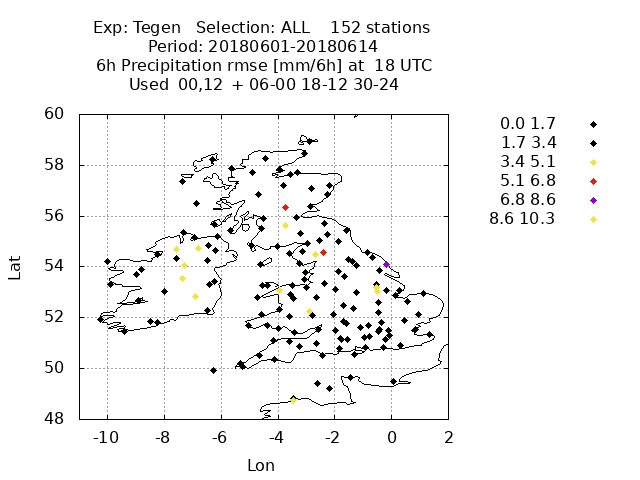 Exp: Tegen Selection: ALL 152 stations
Period: 20180601-20180614
6h Precipitation rmse [mm/6h] at 18 UTC
Used 00,12 + 06-00 18-12 30-24
0.0 1.7
1.7 3.4
3.4 5.1
5.1 6.8
6.8 8.6
8.6 10.3
60
58
56
54
52
50
48
Lat
-10 -8 -6 -4 -2 0 2
Lon